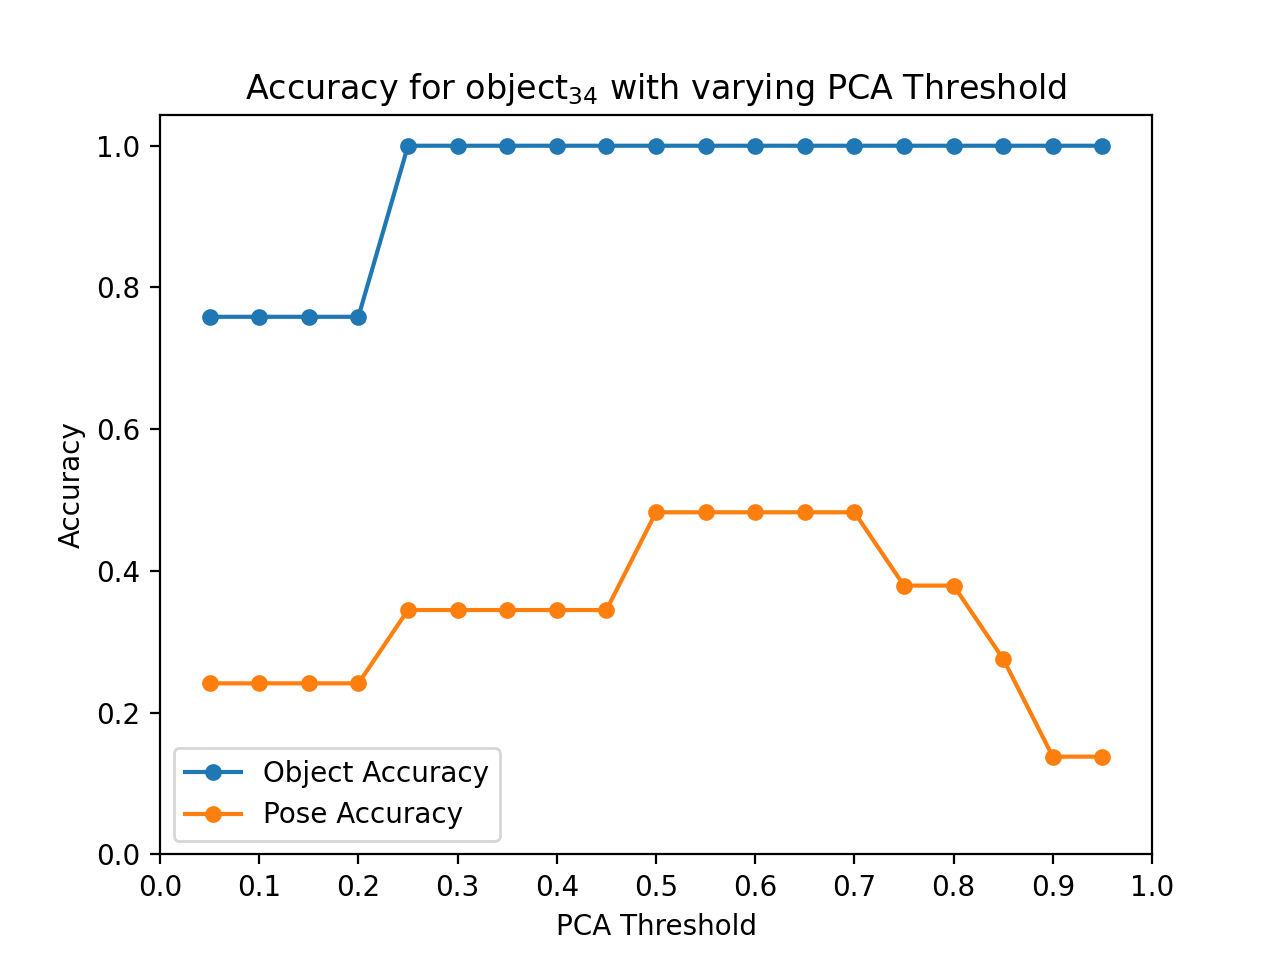 Accuracy for object₃₄ with varying PCA Threshold
1.0
0.8
0.6
0.4
0.2
0.0
Accuracy
Object Accuracy
Pose Accuracy
0.0 0.1 0.2 0.3 0.4 0.5 0.6 0.7 0.8 0.9 1.0
PCA Threshold